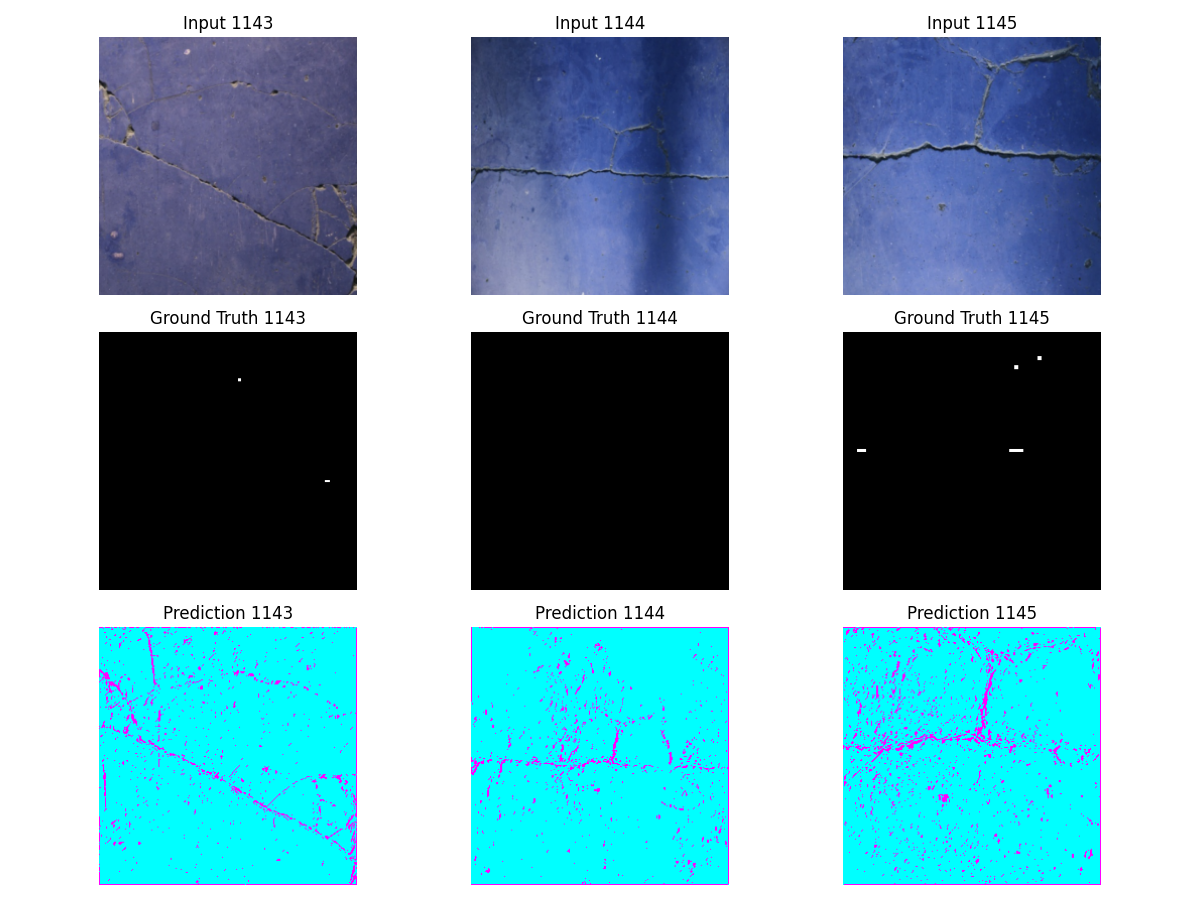 Input 1143
Input 1144
Input 1145
Ground Truth 1143
Ground Truth 1144
Ground Truth 1145
Prediction 1143
Prediction 1144
Prediction 1145